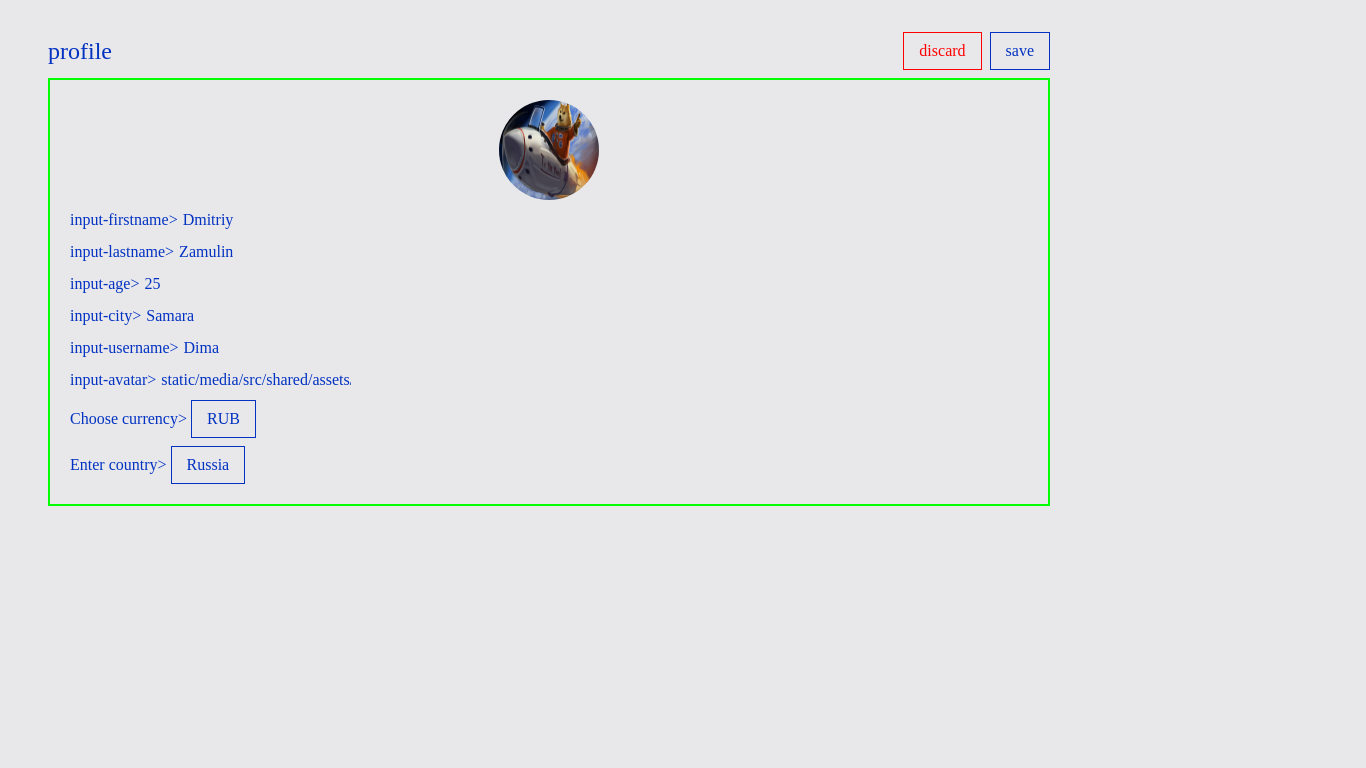 profile
discard
save
input-firstname> Dmitriy
input-lastname> Zamulin
input-age> 25
input-city> Samara
input-username> Dima
input-avatar> static/media/src/shared/assets/
Choose currency> RUB
Enter country> Russia